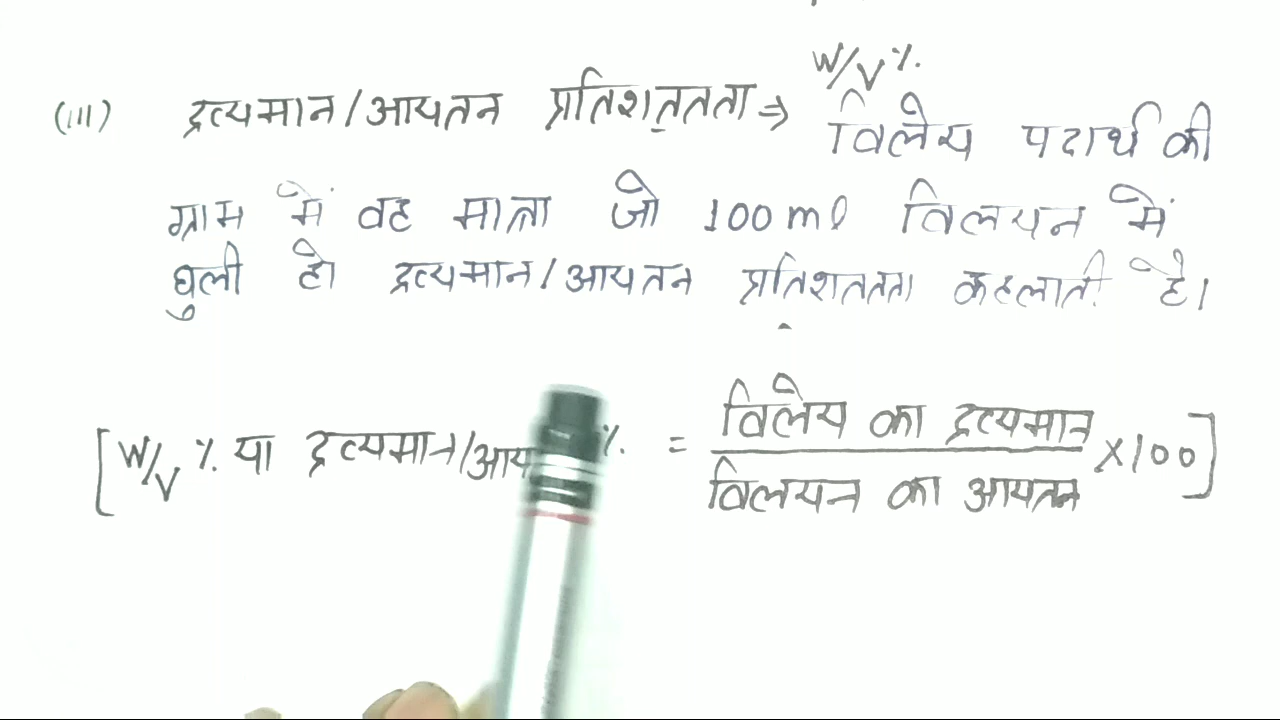 W/V %.
(iii) द्रव्यमान/आयतन प्रतिशतता ⇒ विलेय पदार्थ की
ग्राम में वह मात्रा जो 100 ml विलयन में
घुली हो द्रव्यमान/आयतन प्रतिशतता कहलाती है।
विलेय का द्रव्यमान
[W/V %. या द्रव्यमान/आय %. = ×100]
विलयन का आयतन